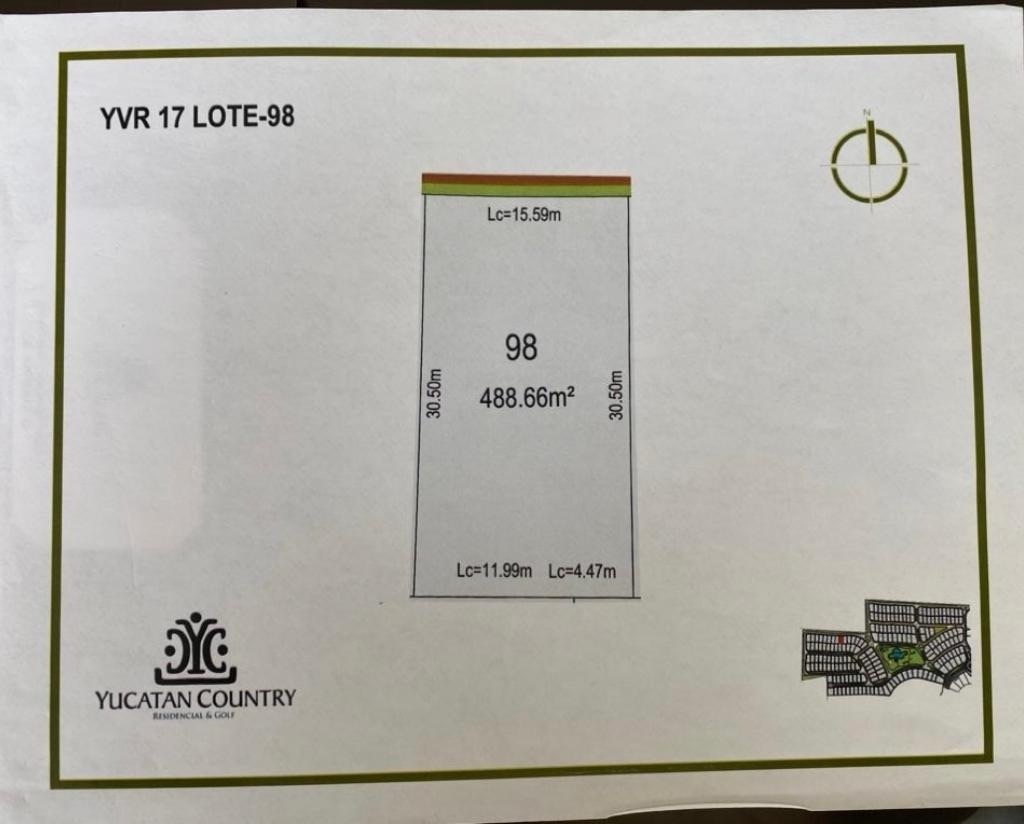 YVR 17 LOTE-98
N
Lc=15.59m
98
488.66m²
30.50m
30.50m
Lc=11.99m Lc=4.47m
YUCATAN COUNTRY
RESIDENCIAL & GOLF